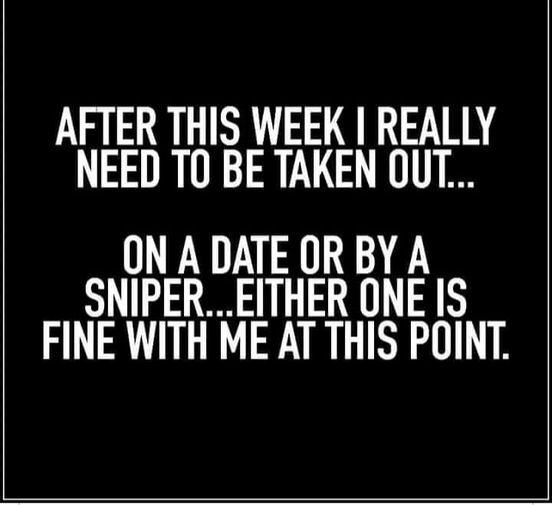 AFTER THIS WEEK I REALLY
NEED TO BE TAKEN OUT...
ON A DATE OR BY A
SNIPER...EITHER ONE IS
FINE WITH ME AT THIS POINT.